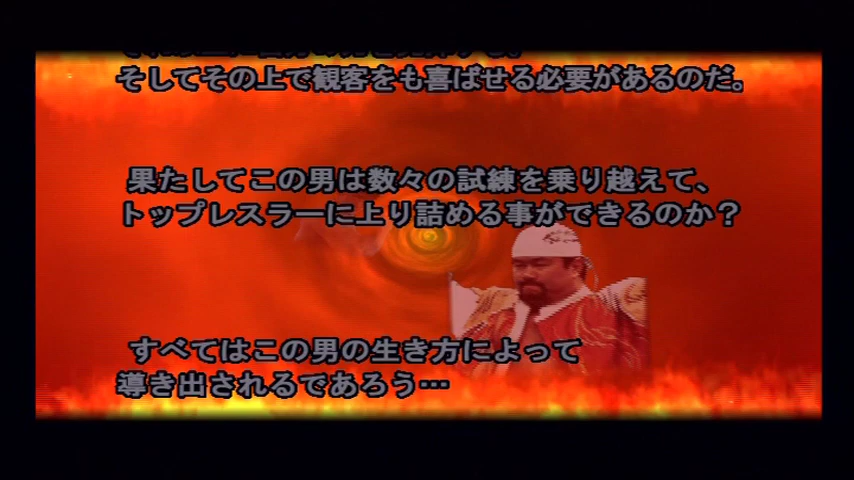 そしてその上で観客をも喜ばせる必要があるのだ。
果たしてこの男は数々の試練を乗り越えて、
トップレスラーに上り詰める事ができるのか？
すべてはこの男の生き方によって
導き出されるであろう…